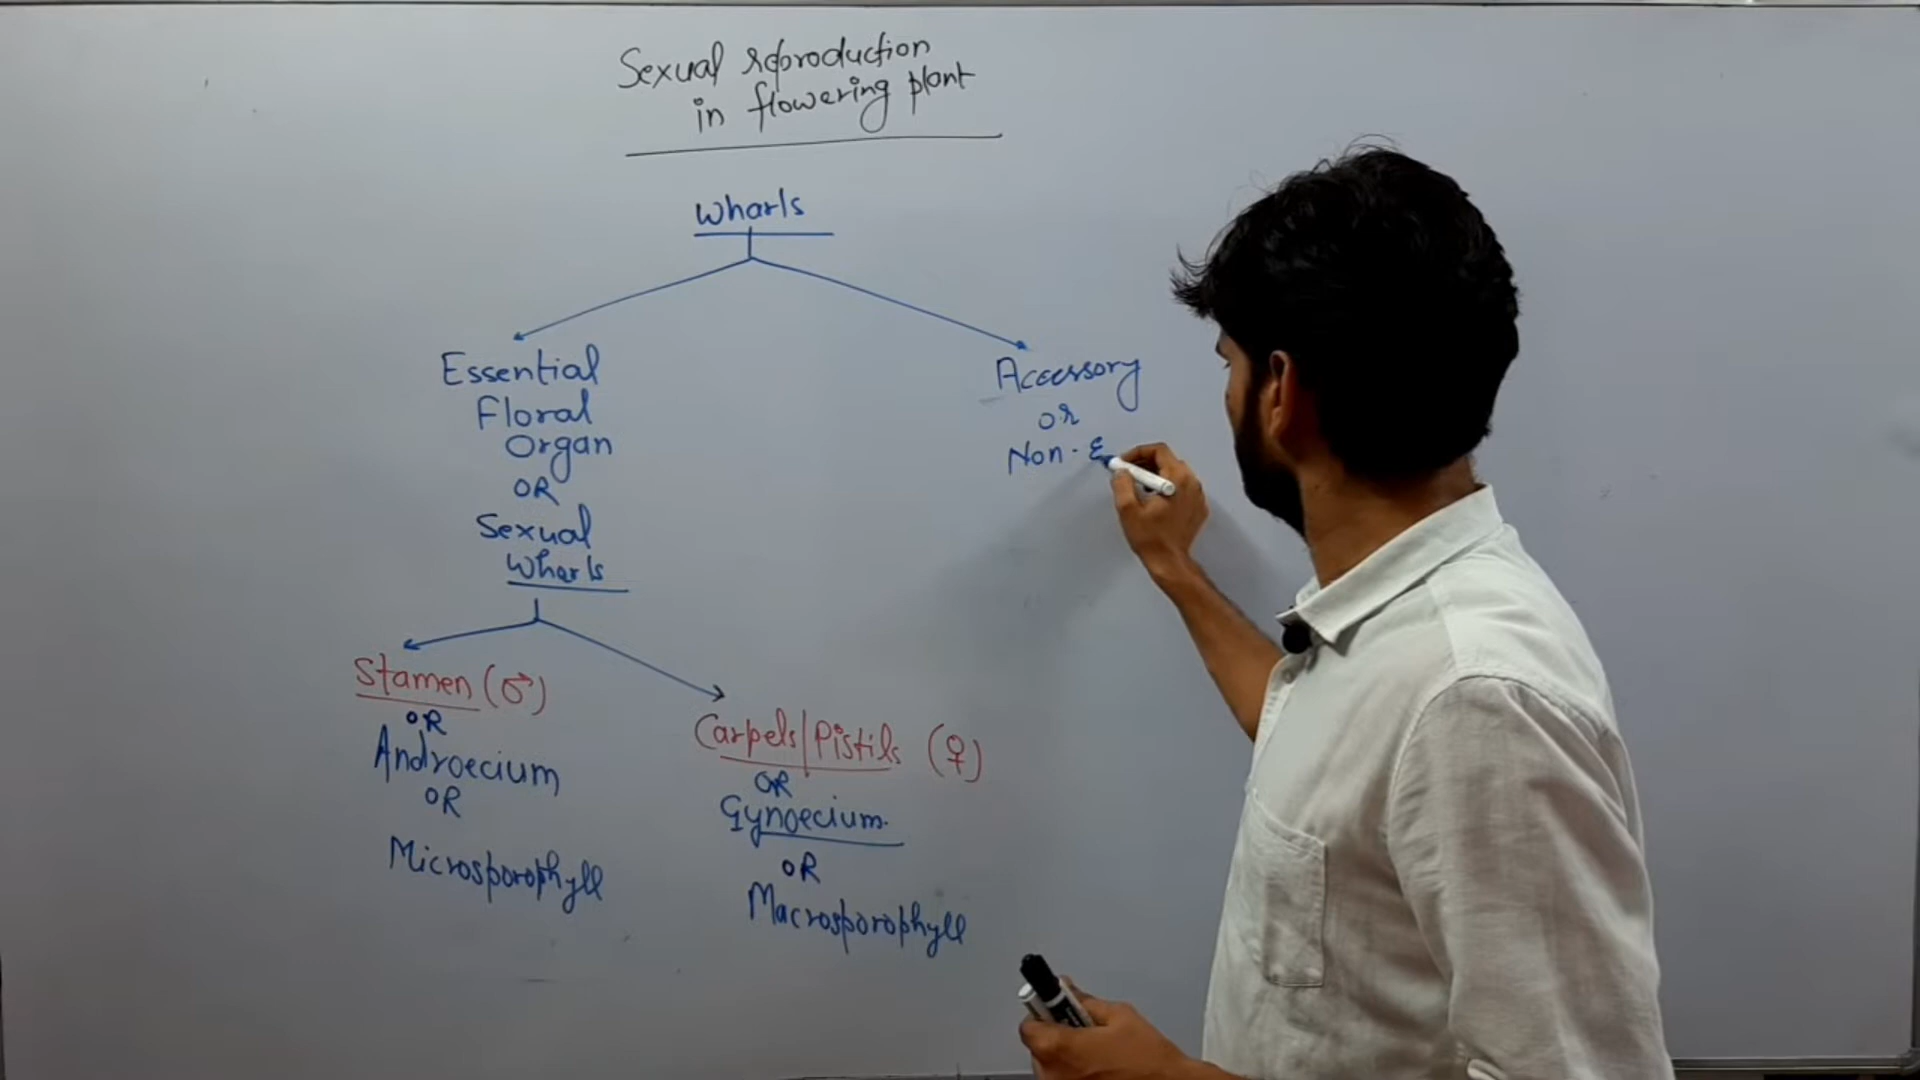 Sexual reproduction
in flowering plant
Wharls
Essential
Floral
Organ
OR
Sexual
Wharls
Accessory
or
Non-E
Stamen (♂)
OR
Androecium
OR
Microsporophyll
Carpels/Pistils (♀)
OR
Gynoecium.
OR
Macrosporophyll